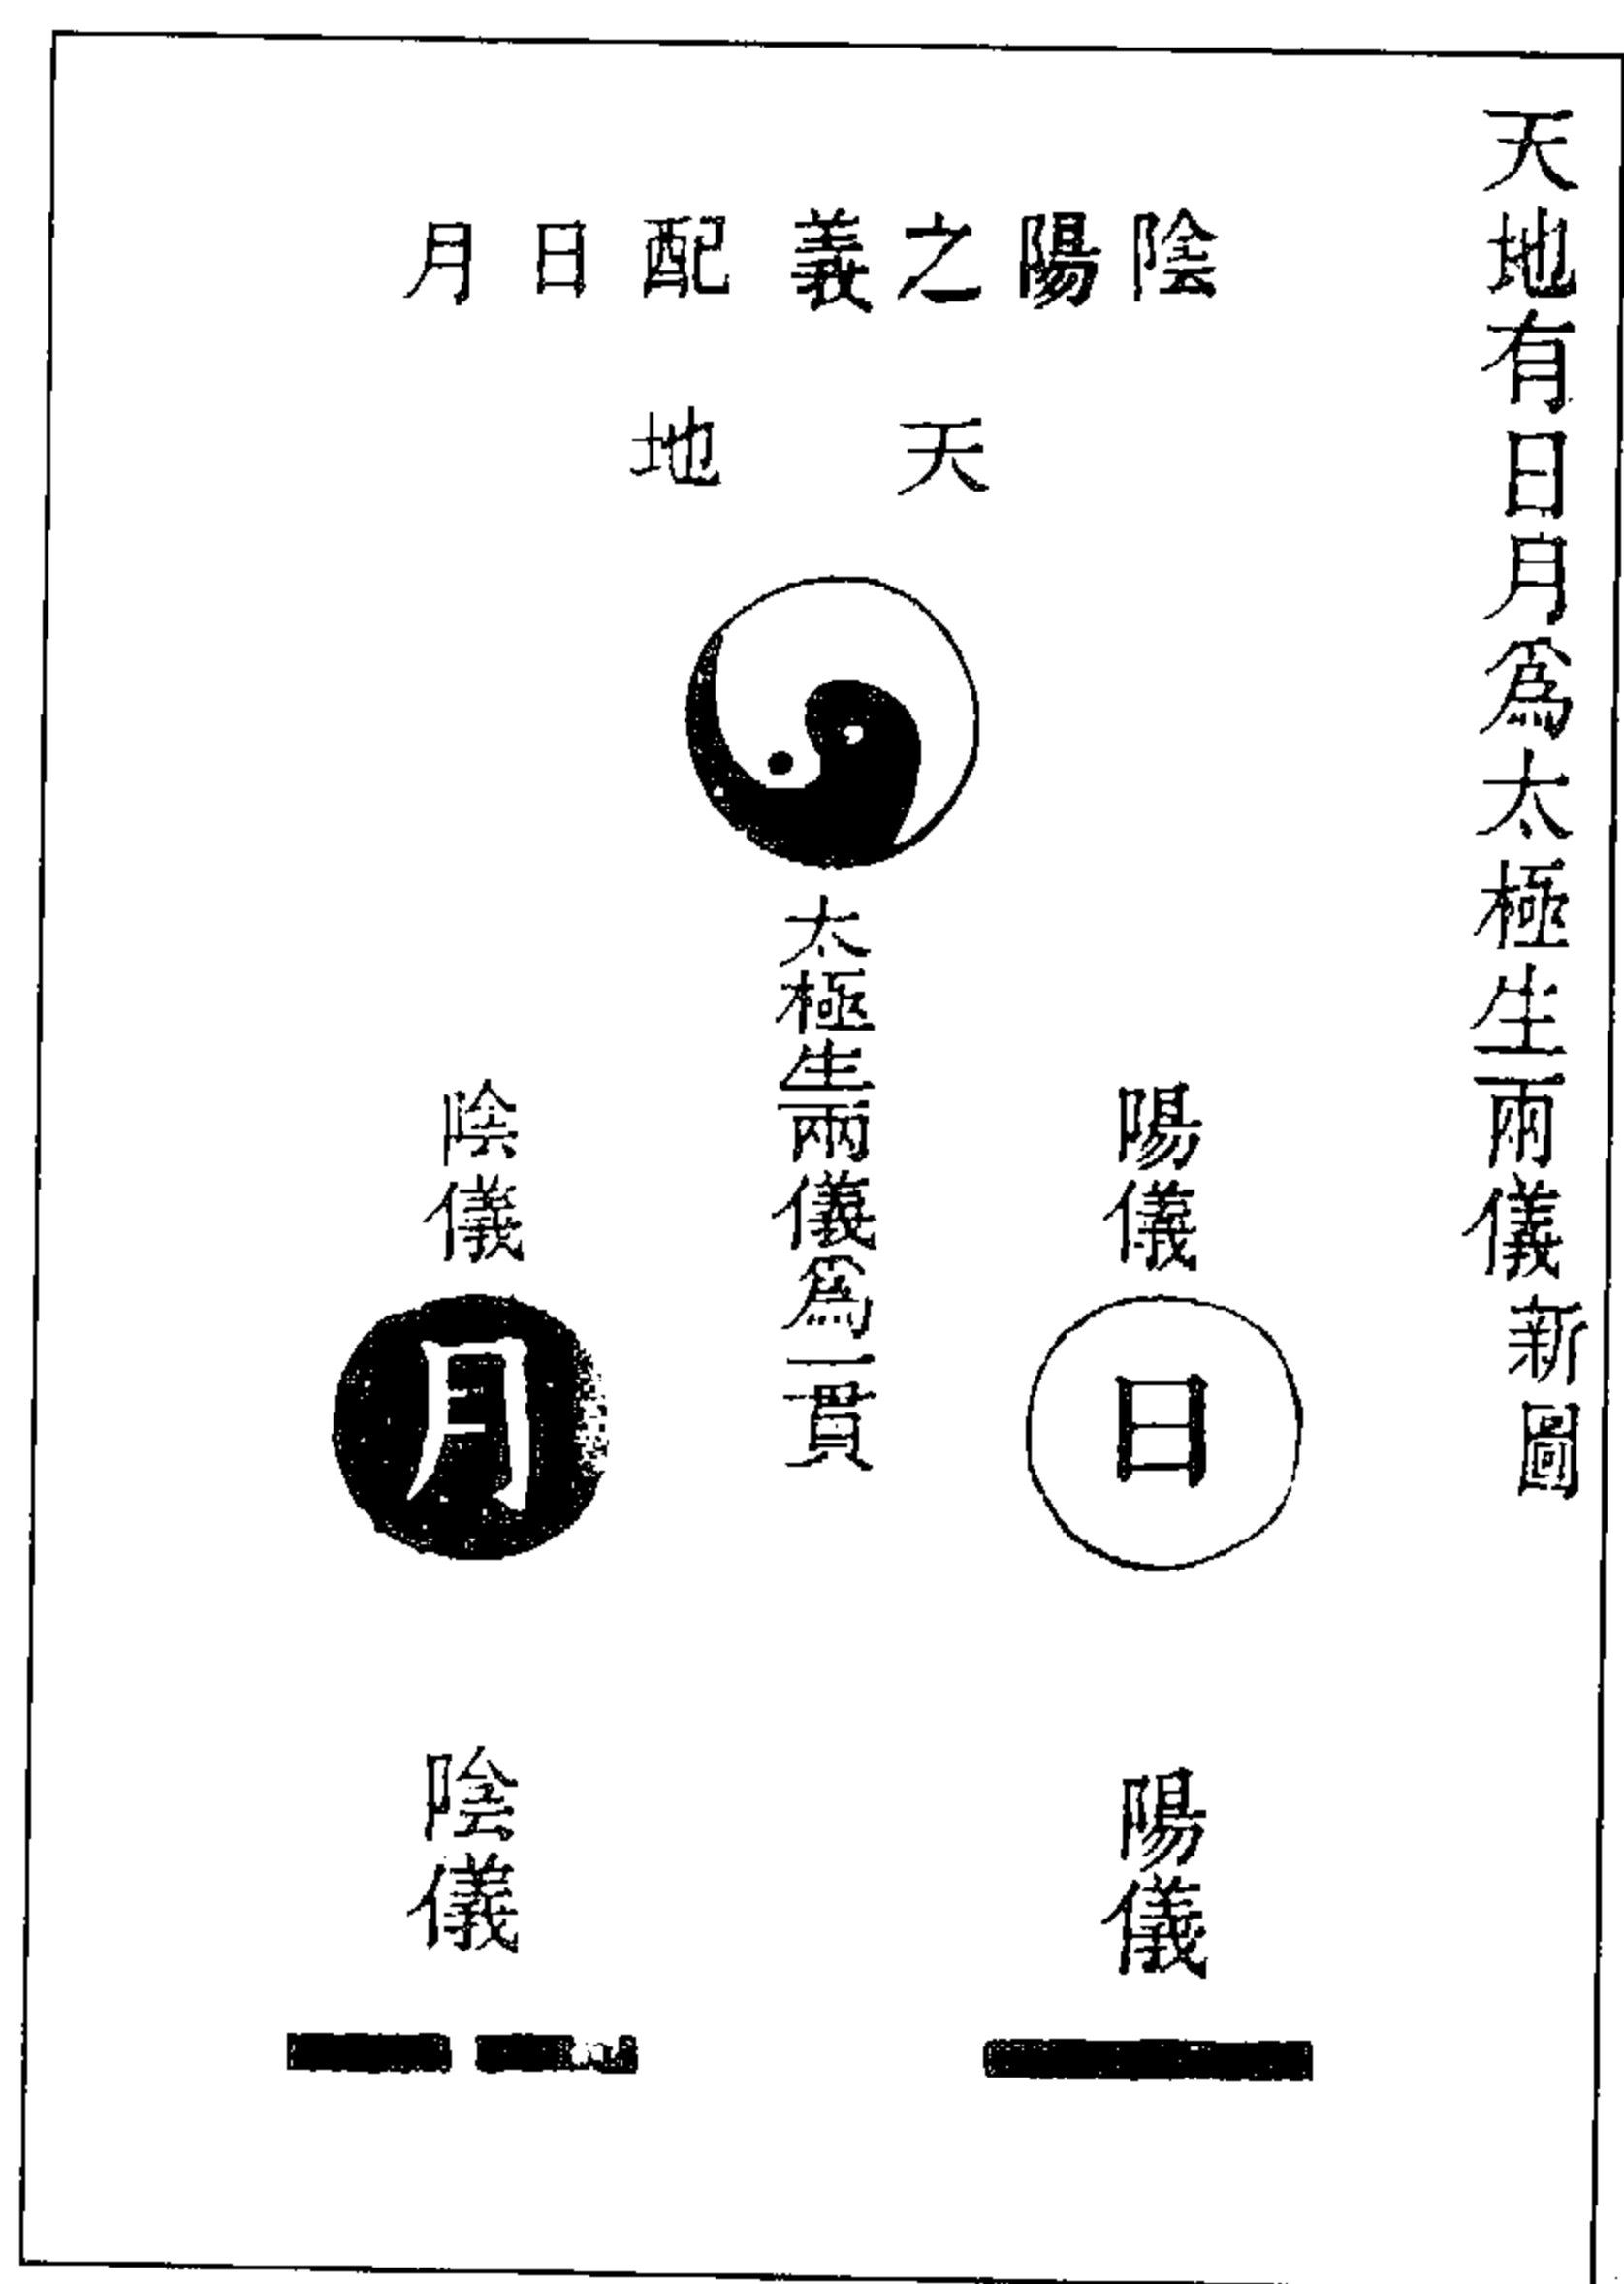 天地有日月爲太極生兩儀新圖
陰陽之義配日月
天
地
太極生兩儀爲一貫
陽儀
日
陰儀
月
陽儀
陰儀